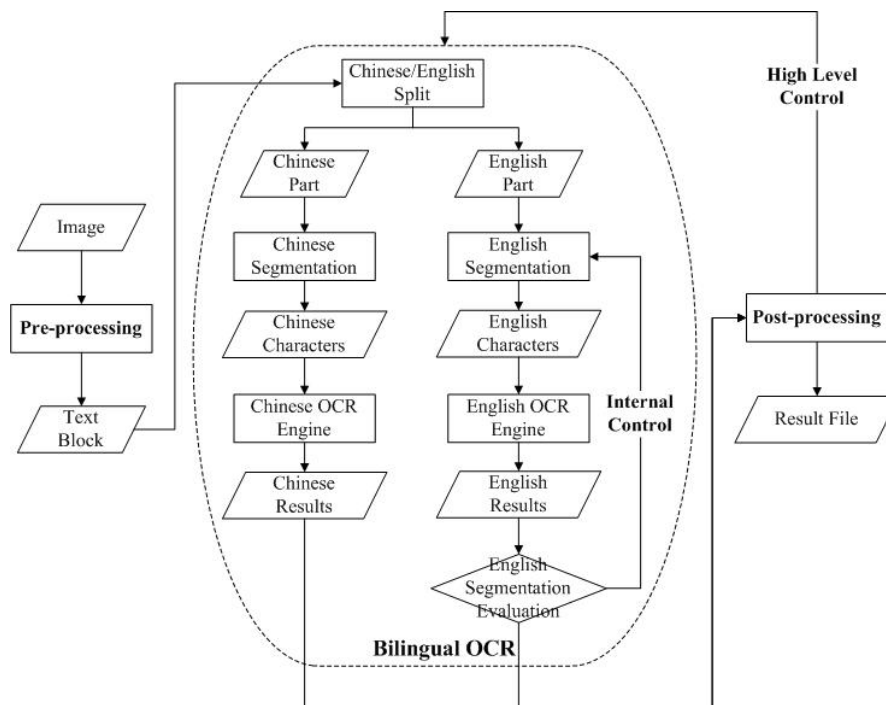 Image
Pre-processing
Text
Block
Chinese/English
Split
Chinese
Part
Chinese
Segmentation
Chinese
Characters
Chinese OCR
Engine
Chinese
Results
English
Part
English
Segmentation
English
Characters
English OCR
Engine
English
Results
English
Segmentation
Evaluation
Internal
Control
Bilingual OCR
High Level
Control
Post-processing
Result File